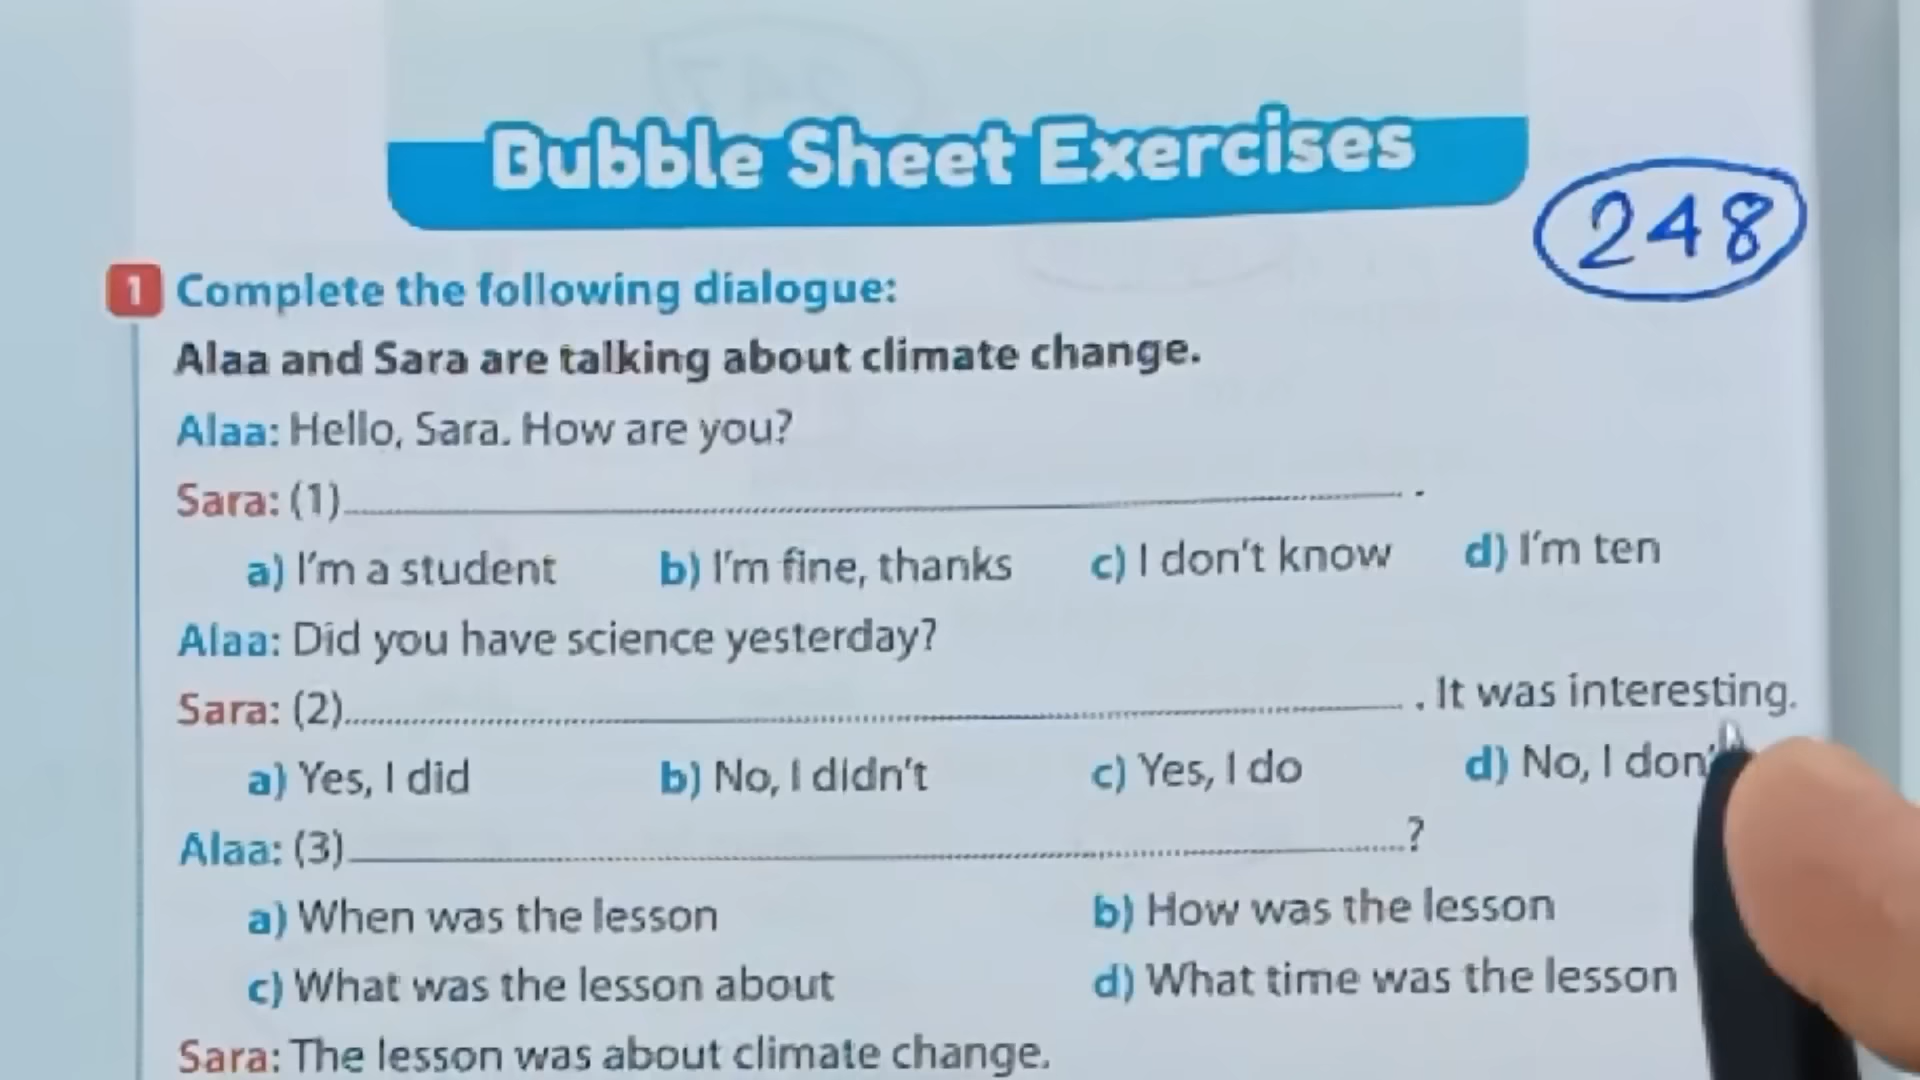 Bubble Sheet Exercises
248
1 Complete the following dialogue:
Alaa and Sara are talking about climate change.
Alaa: Hello, Sara. How are you?
Sara: (1) .
a) I'm a student b) I'm fine, thanks c) I don't know d) I'm ten
Alaa: Did you have science yesterday?
Sara: (2) . It was interesting.
a) Yes, I did b) No, I didn't c) Yes, I do d) No, I don'
Alaa: (3) ?
a) When was the lesson b) How was the lesson
c) What was the lesson about d) What time was the lesson
Sara: The lesson was about climate change.